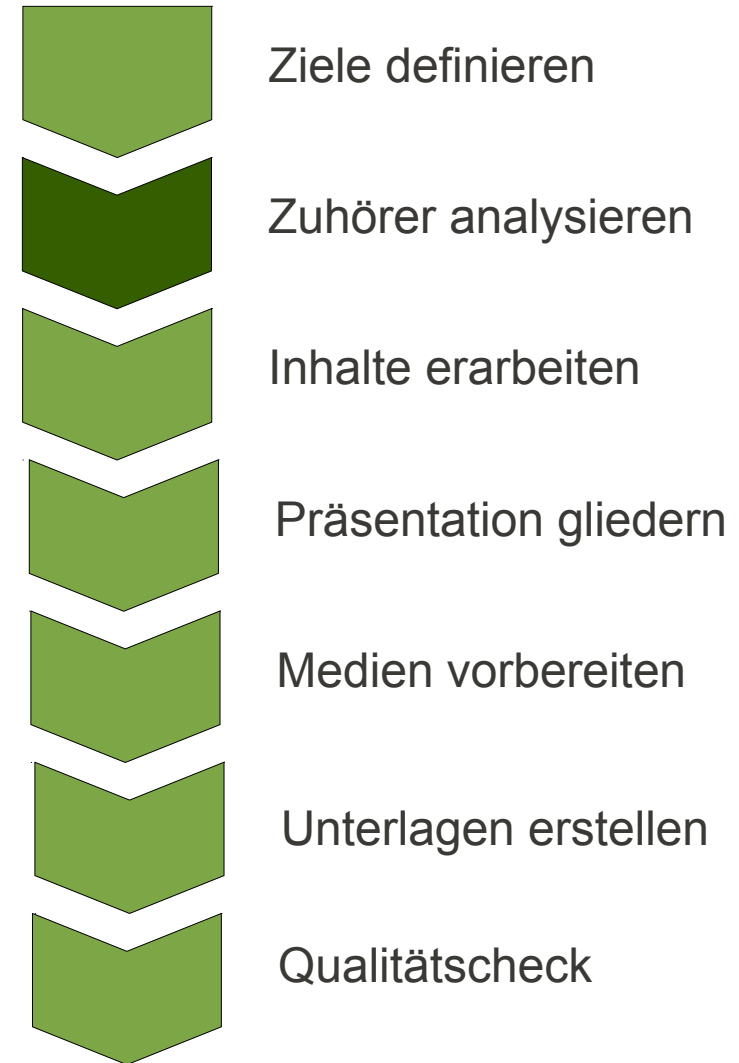 Ziele definieren
Zuhörer analysieren
Inhalte erarbeiten
Präsentation gliedern
Medien vorbereiten
Unterlagen erstellen
Qualitätscheck